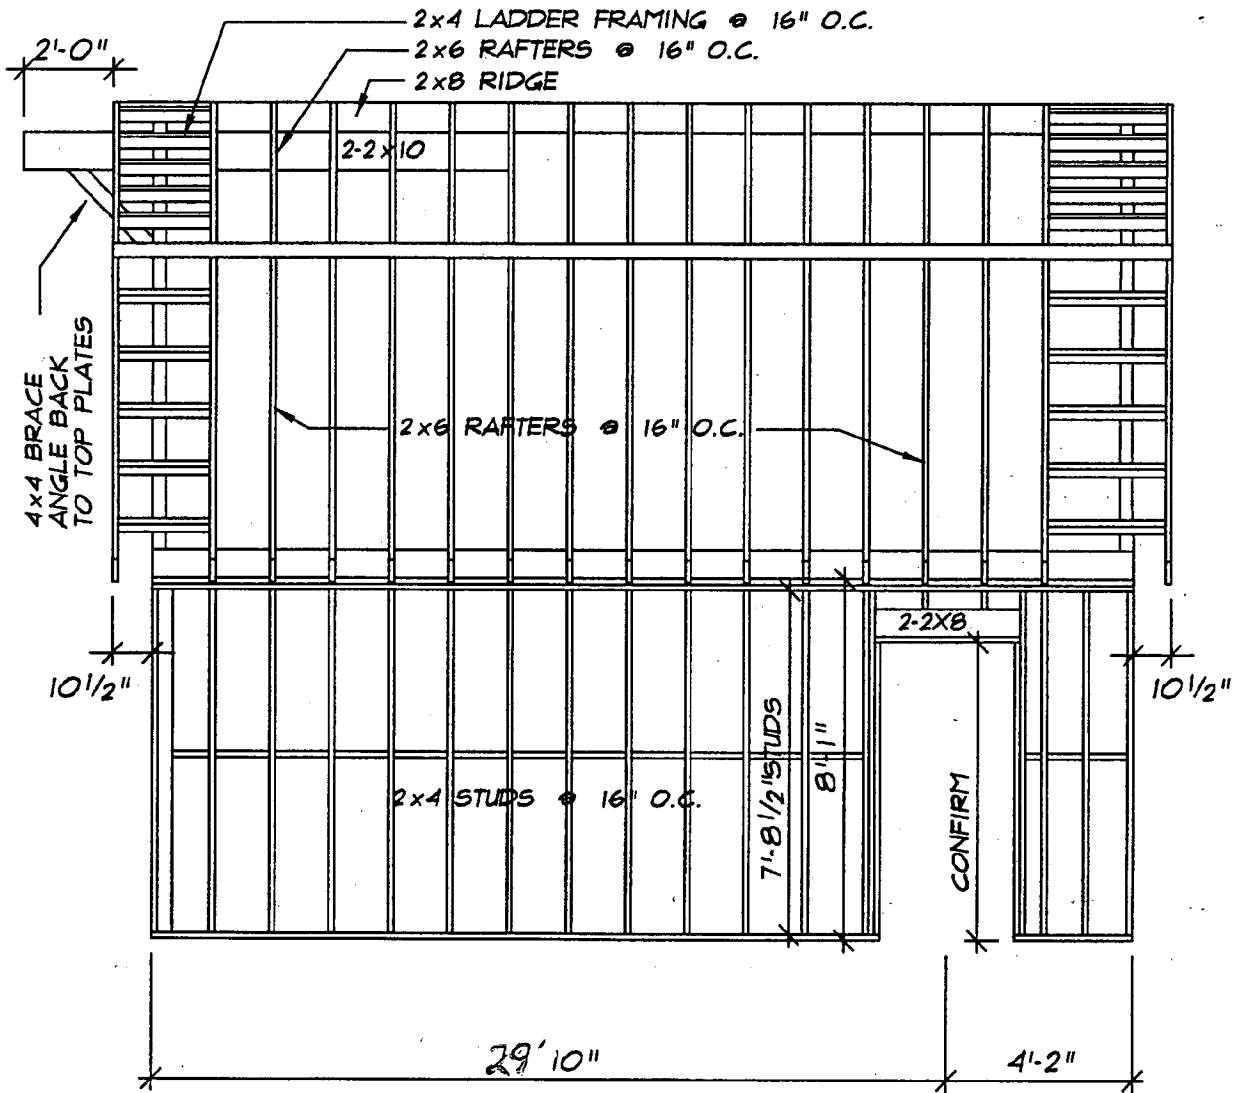 2x4 LADDER FRAMING @ 16" O.C.
2'-0"
2x6 RAFTERS @ 16" O.C.
2x8 RIDGE
2-2x10
4x4 BRACE
ANGLE BACK
TO TOP PLATES
2x6 RAFTERS @ 16" O.C.
2-2X8
10 1/2"
10 1/2"
7'-8 1/2" STUDS
8'-1"
CONFIRM
2x4 STUDS @ 16" O.C.
29' 10"
4'-2"